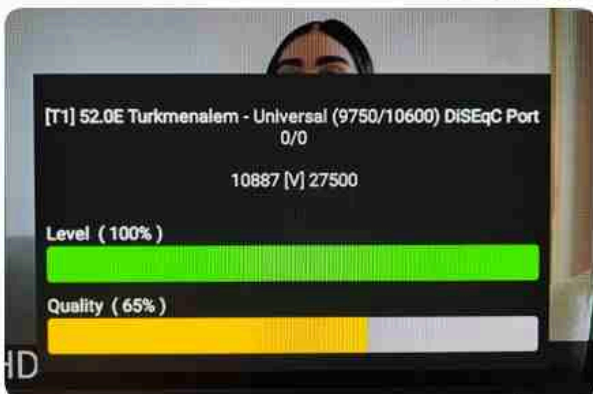 [T1] 52.0E Turkmenalem - Universal (9750/10600) DiSEqC Port
0/0
10887 [V] 27500
Level ( 100% )
Quality ( 65% )
HD